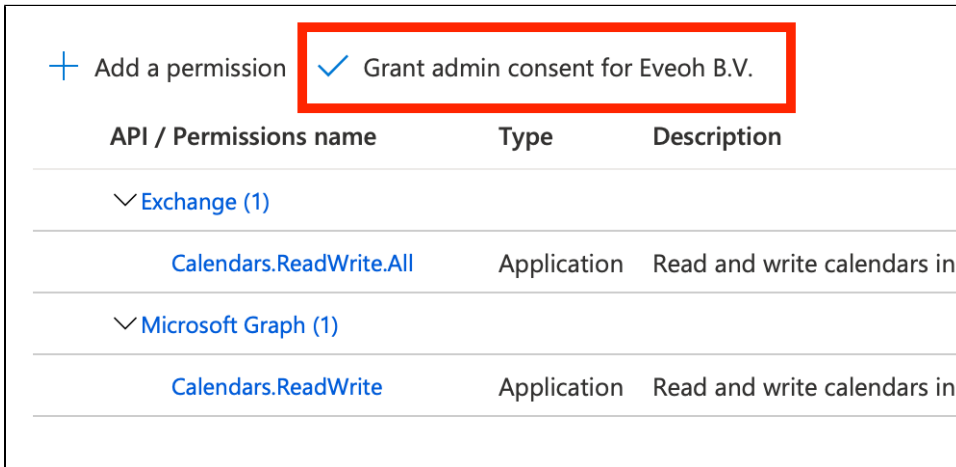 Add a permission Grant admin consent for Eveoh B.V.
API / Permissions name Type Description
Exchange (1)
Calendars.ReadWrite.All Application Read and write calendars in
Microsoft Graph (1)
Calendars.ReadWrite Application Read and write calendars in